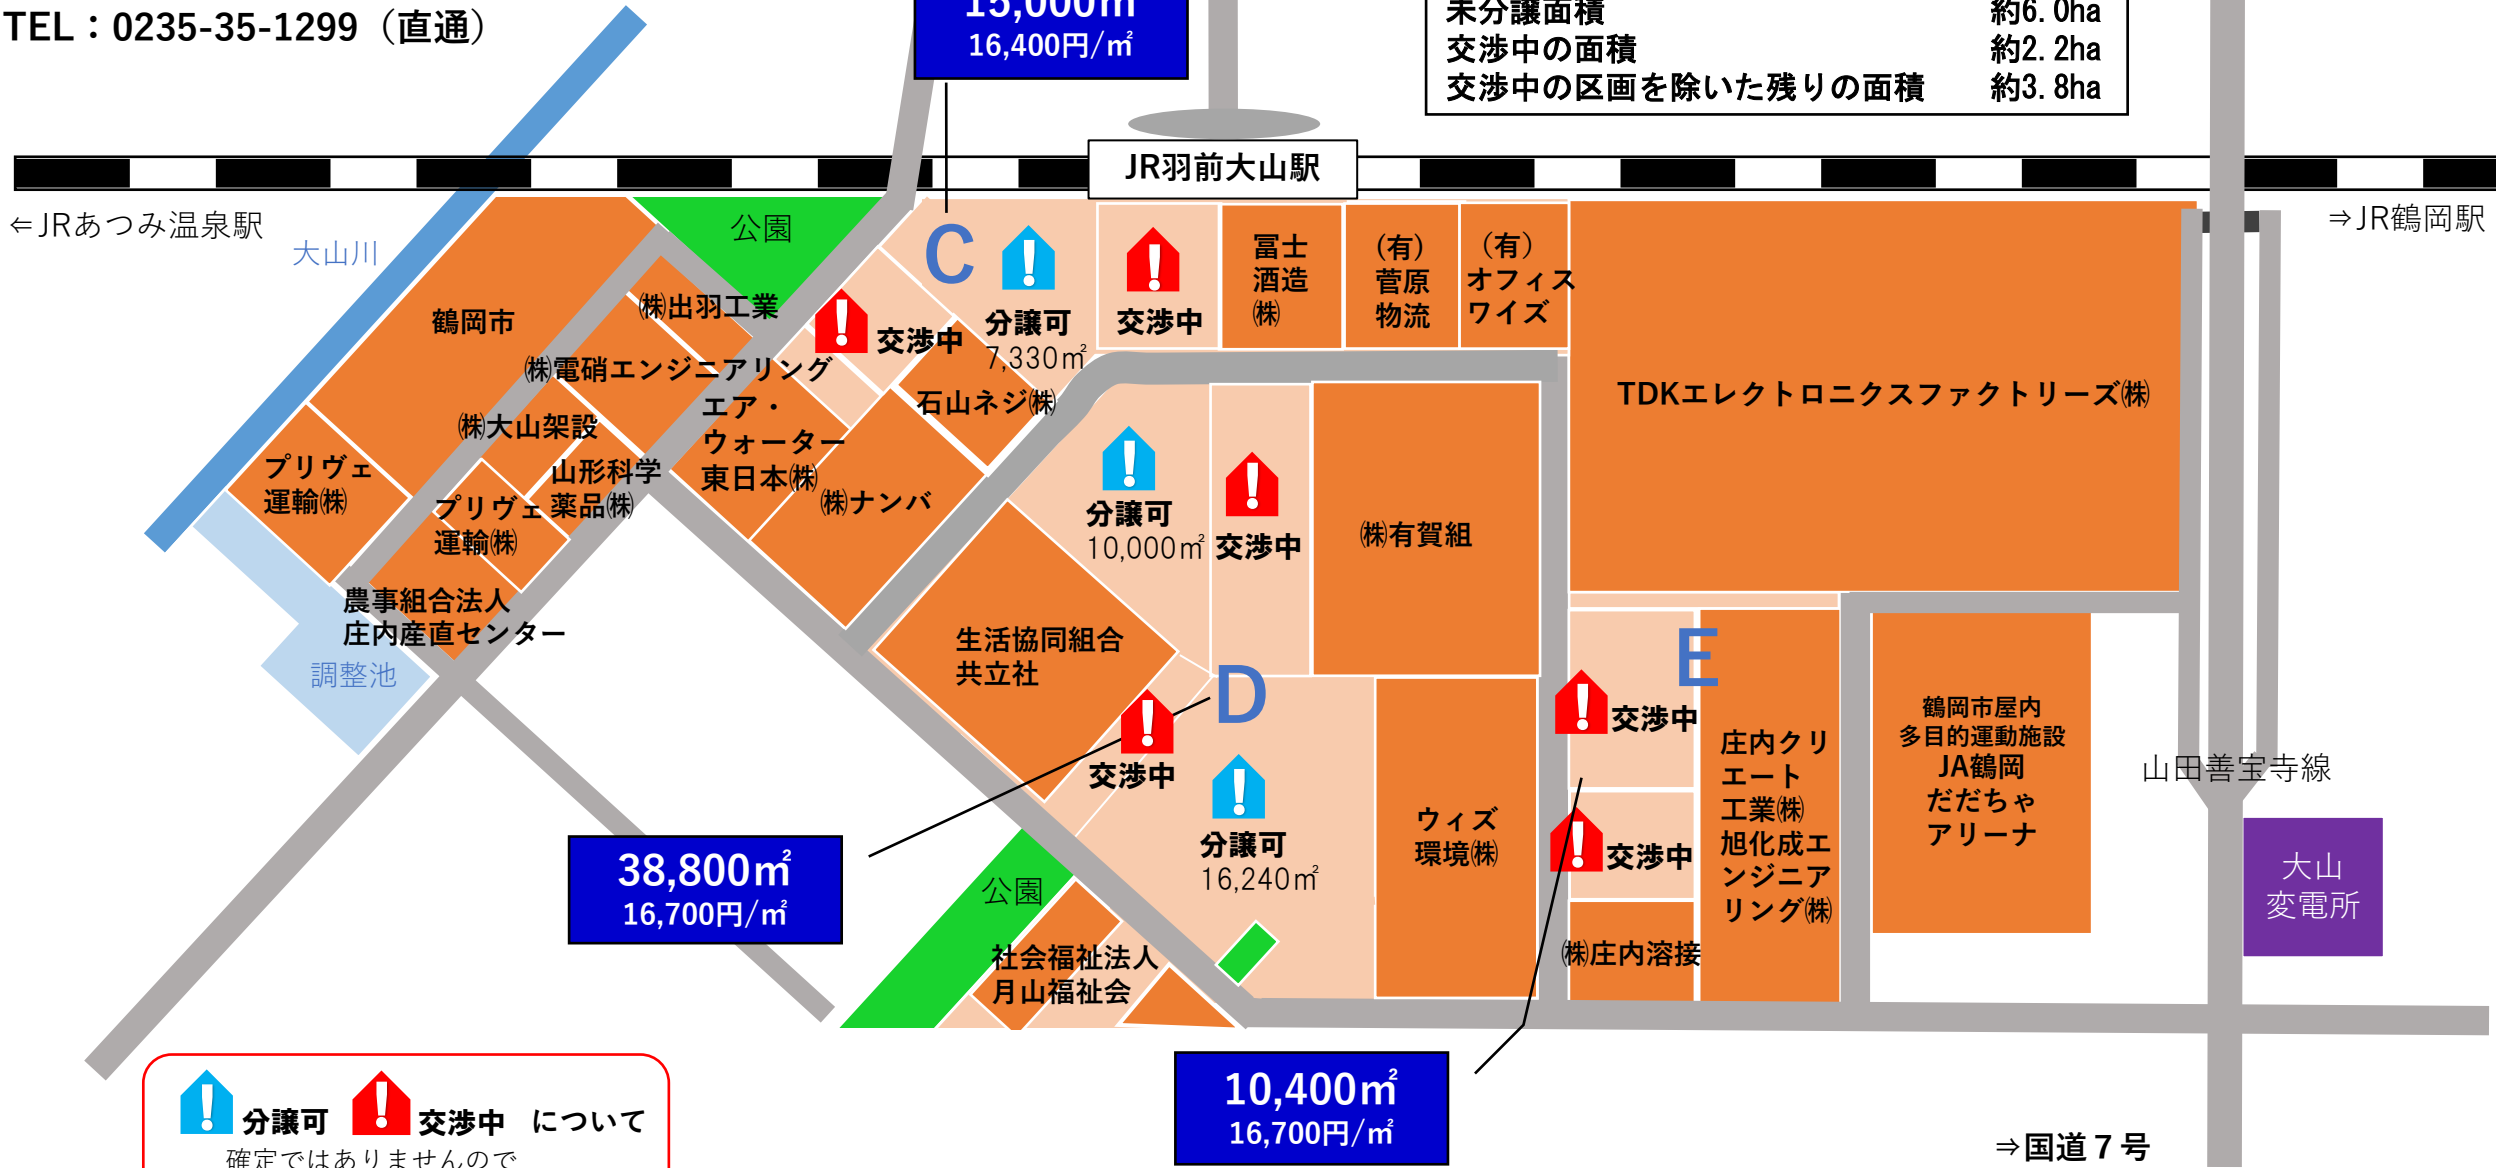 TEL：0235-35-1299（直通）
15,000㎡
16,400円/㎡
未分譲面積 約6.0ha
交渉中の面積 約2.2ha
交渉中の区画を除いた残りの面積 約3.8ha
JR羽前大山駅
⇐JRあつみ温泉駅
⇒JR鶴岡駅
大山川
公園
鶴岡市
㈱出羽工業
㈱電硝エンジニアリング
㈱大山架設
プリヴェ
運輸㈱
山形科学
薬品㈱
プリヴェ
運輸㈱
農事組合法人
庄内産直センター
調整池
エア・
ウォーター
東日本㈱
㈱ナンバ
交渉中
石山ネジ㈱
C
分譲可
7,330㎡
交渉中
冨士
酒造
㈱
(有)
菅原
物流
（有）
オフィス
ワイズ
TDKエレクトロニクスファクトリーズ㈱
分譲可
10,000㎡
交渉中
㈱有賀組
生活協同組合
共立社
D
交渉中
分譲可
16,240㎡
ウィズ
環境㈱
E
交渉中
交渉中
㈱庄内溶接
庄内クリ
エート
工業㈱
旭化成エ
ンジニア
リング㈱
鶴岡市屋内
多目的運動施設
JA鶴岡
だだちゃ
アリーナ
山田善宝寺線
大山
変電所
38,800㎡
16,700円/㎡
公園
社会福祉法人
月山福祉会
10,400㎡
16,700円/㎡
⇒国道７号
分譲可 交渉中 について
確定ではありませんので